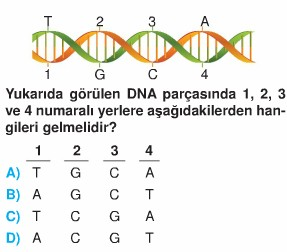 T 2 3 A
1 G C 4
Yukarıda görülen DNA parçasında 1, 2, 3
ve 4 numaralı yerlere aşağıdakilerden han-
gileri gelmelidir?
1 2 3 4
A) T G C A
B) A G C T
C) T C G A
D) A C G T